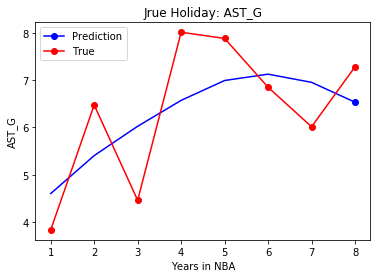 Jrue Holiday: AST_G
Prediction
True
8
7
6
5
4
AST_G
1 2 3 4 5 6 7 8
Years in NBA